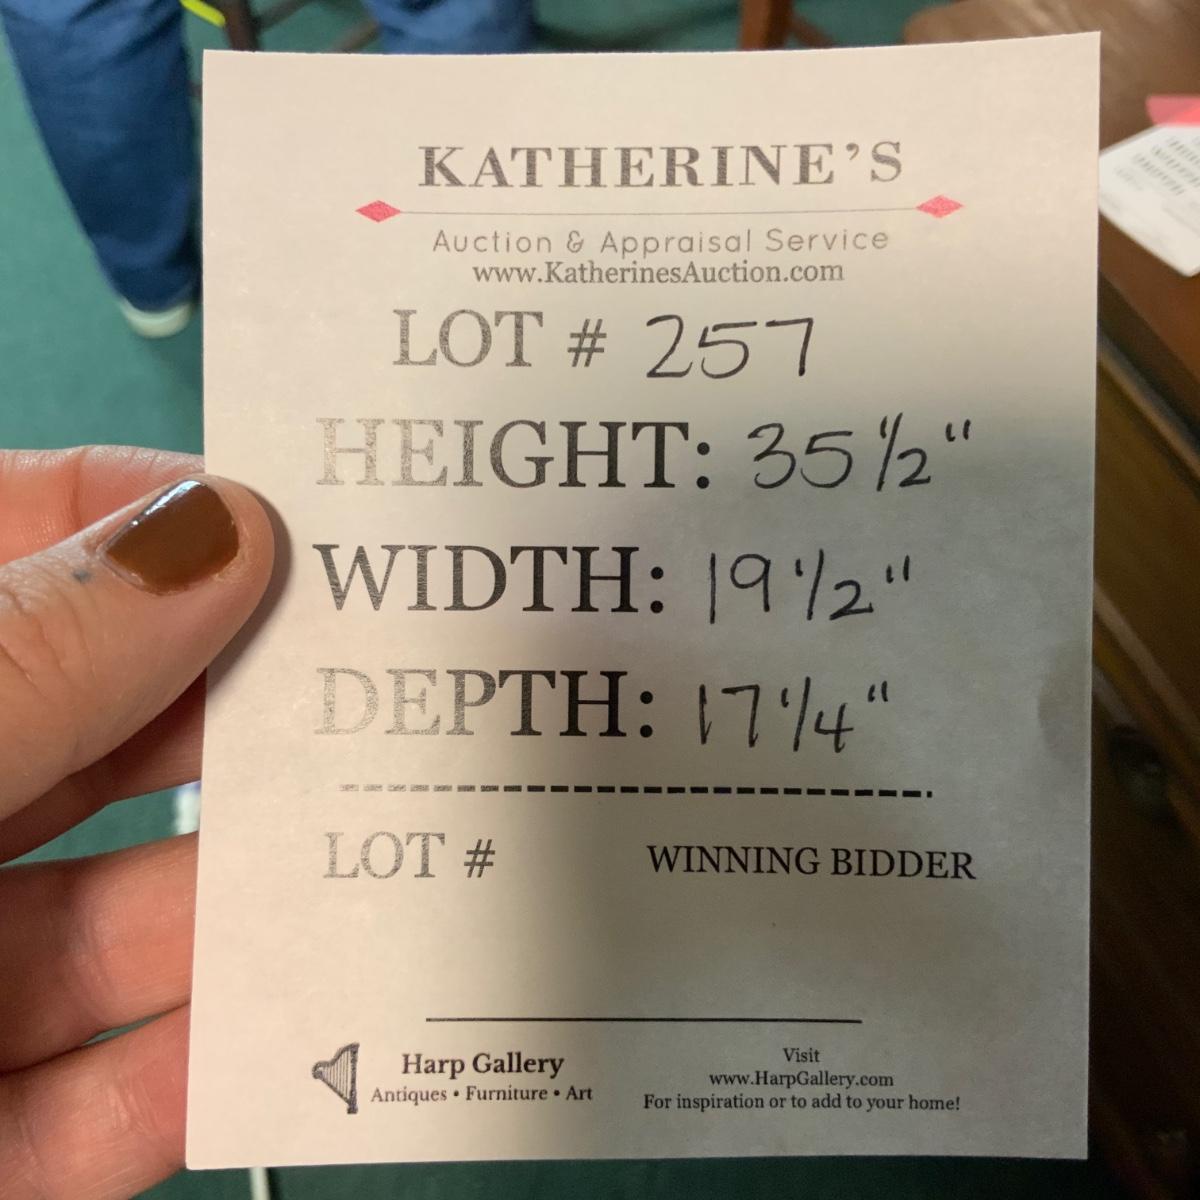 KATHERINE'S
Auction & Appraisal Service
www.KatherinesAuction.com
LOT # 257
HEIGHT: 35 1/2"
WIDTH: 19 1/2"
DEPTH: 17 1/4"
LOT # WINNING BIDDER
Harp Gallery
Antiques • Furniture • Art
Visit
www.HarpGallery.com
For inspiration or to add to your home!